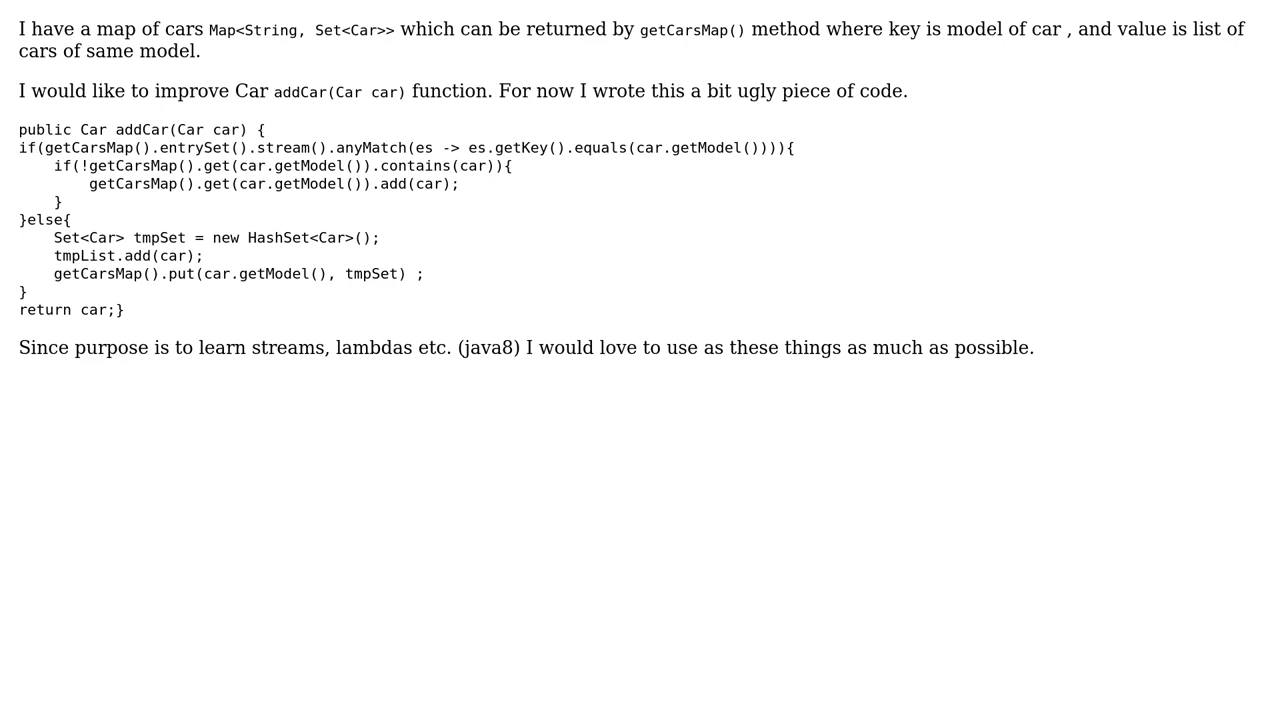 I have a map of cars Map<String, Set<Car>> which can be returned by getCarsMap() method where key is model of car , and value is list of
cars of same model.
I would like to improve Car addCar(Car car) function. For now I wrote this a bit ugly piece of code.
public Car addCar(Car car) {
if(getCarsMap().entrySet().stream().anyMatch(es -> es.getKey().equals(car.getModel()))){
    if(!getCarsMap().get(car.getModel()).contains(car)){
        getCarsMap().get(car.getModel()).add(car);
    }
}else{
    Set<Car> tmpSet = new HashSet<Car>();
    tmpList.add(car);
    getCarsMap().put(car.getModel(), tmpSet) ;
}
return car;}
Since purpose is to learn streams, lambdas etc. (java8) I would love to use as these things as much as possible.